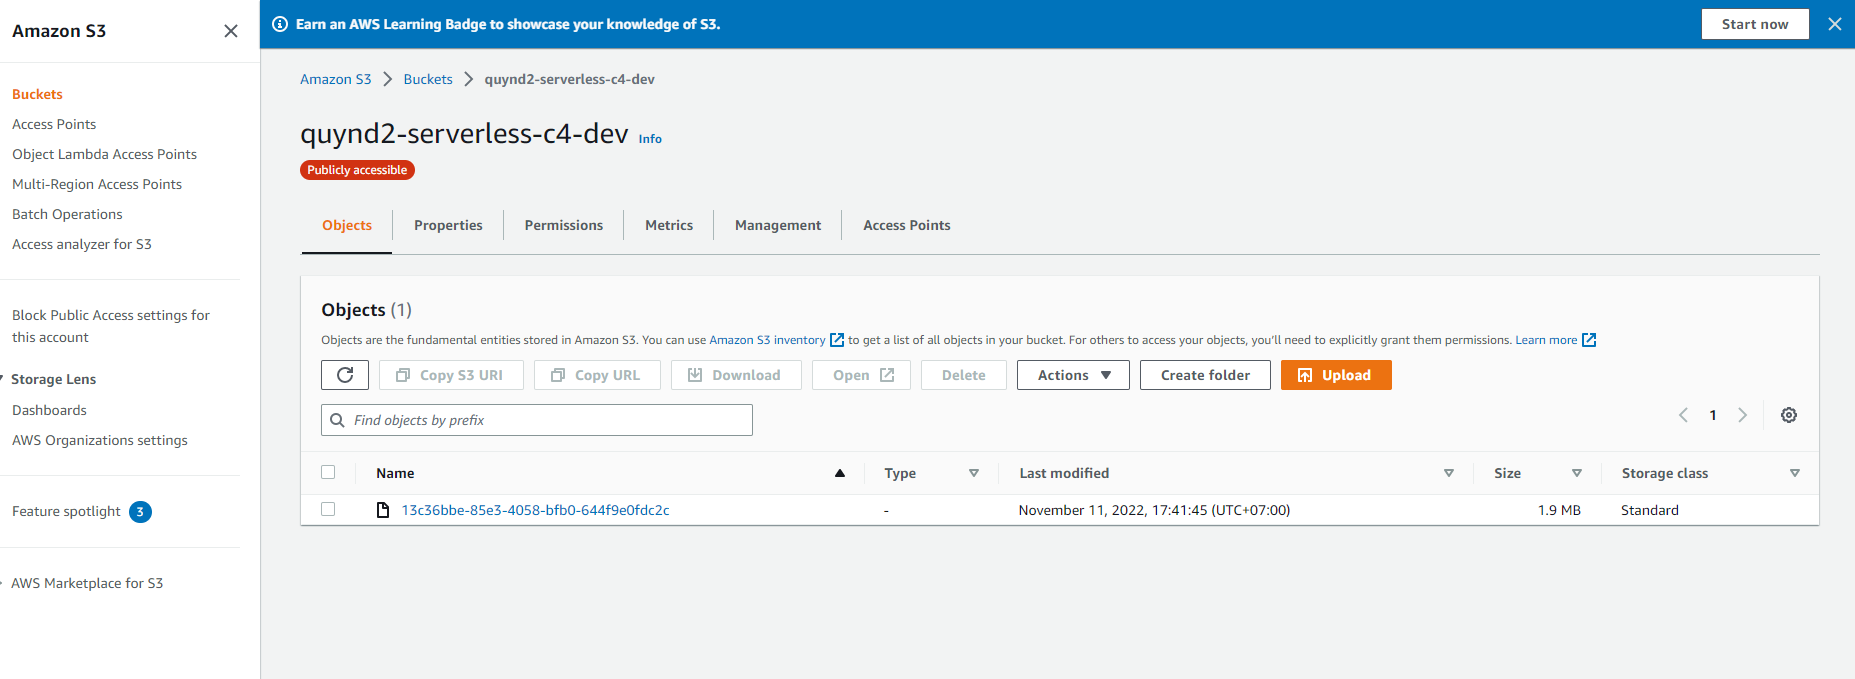 Amazon S3
Buckets
Access Points
Object Lambda Access Points
Multi-Region Access Points
Batch Operations
Access analyzer for S3
Block Public Access settings for
this account
Storage Lens
Dashboards
AWS Organizations settings
Feature spotlight 3
AWS Marketplace for S3
Earn an AWS Learning Badge to showcase your knowledge of S3. Start now
Amazon S3 Buckets quynd2-serverless-c4-dev
quynd2-serverless-c4-dev Info
Publicly accessible
Objects Properties Permissions Metrics Management Access Points
Objects (1)
Objects are the fundamental entities stored in Amazon S3. You can use Amazon S3 inventory to get a list of all objects in your bucket. For others to access your objects, you'll need to explicitly grant them permissions. Learn more
Copy S3 URI Copy URL Download Open Delete Actions Create folder Upload
Find objects by prefix 1
Name Type Last modified Size Storage class
13c36bbe-85e3-4058-bfb0-644f9e0fdc2c - November 11, 2022, 17:41:45 (UTC+07:00) 1.9 MB Standard